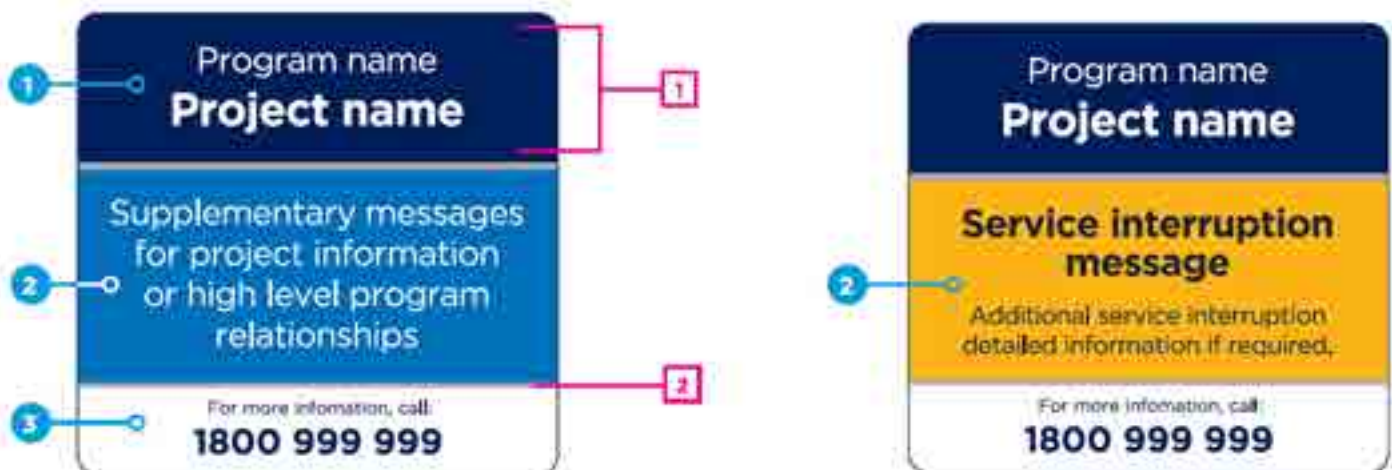 1
Program name
Project name
1
2
Supplementary messages
for project information
or high level program
relationships
2
3
For more infomation, call:
1800 999 999
Program name
Project name
2
Service interruption
message
Additional service interruption
detailed information if required.
For more infomation, call:
1800 999 999